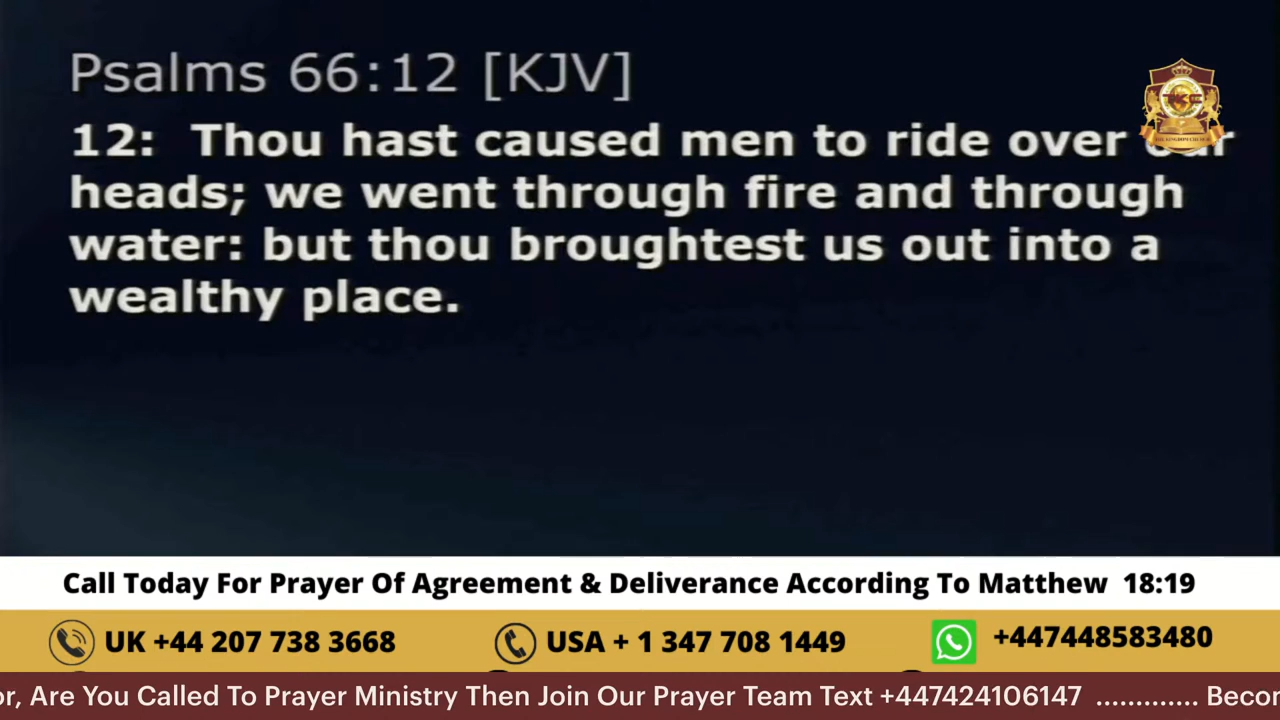 Psalms 66:12 [KJV]
12: Thou hast caused men to ride over our
heads; we went through fire and through
water: but thou broughtest us out into a
wealthy place.
Call Today For Prayer Of Agreement & Deliverance According To Matthew 18:19
UK +44 207 738 3668
USA + 1 347 708 1449
+447448583480
or, Are You Called To Prayer Ministry Then Join Our Prayer Team Text +447424106147 ............. Becom